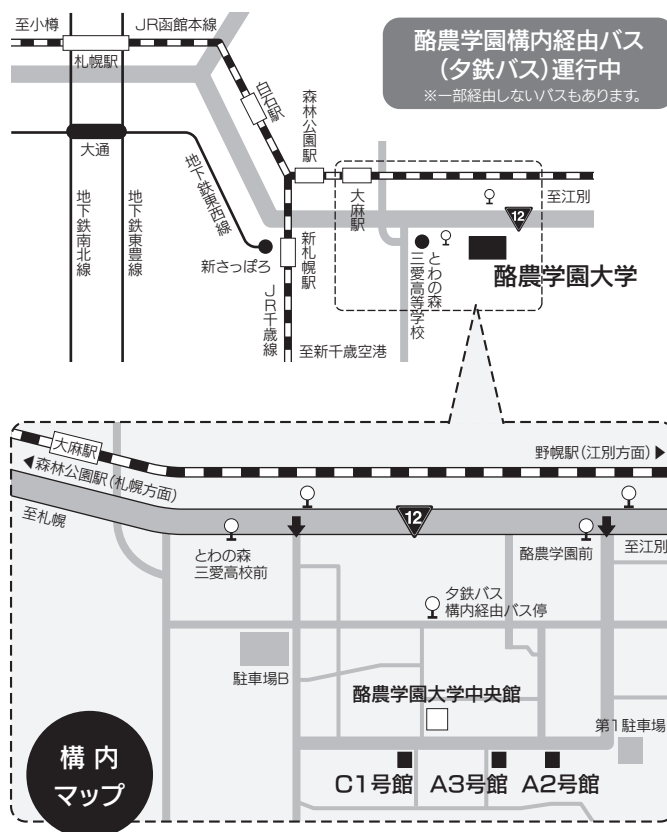 至小樽
JR函館本線
札幌駅
酪農学園構内経由バス
(夕鉄バス)運行中
※一部経由しないバスもあります。
白石駅
森林公園駅
大通
地下鉄東西線
大麻駅
至江別
12
地下鉄南北線
地下鉄東豊線
新さっぽろ
新札幌駅
とわの森
三愛高等学校
酪農学園大学
JR千歳線
至新千歳空港
大麻駅
野幌駅(江別方面)▶
◀森林公園駅(札幌方面)
至札幌
12
とわの森
三愛高校前
酪農学園前
至江別
夕鉄バス
構内経由バス停
駐車場B
酪農学園大学中央館
第1駐車場
構内
マップ
C1号館
A3号館
A2号館